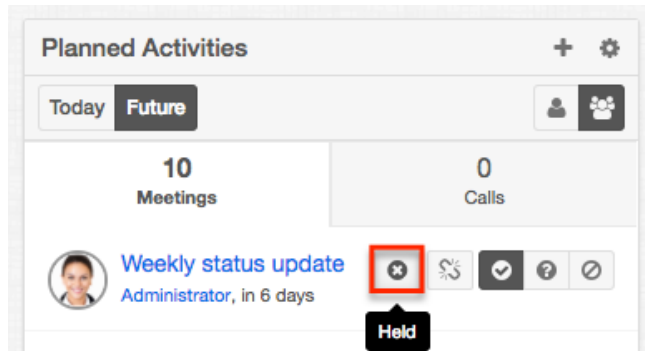 Planned Activities
Today Future
10 0
Meetings Calls
Weekly status update
Administrator, in 6 days
Held